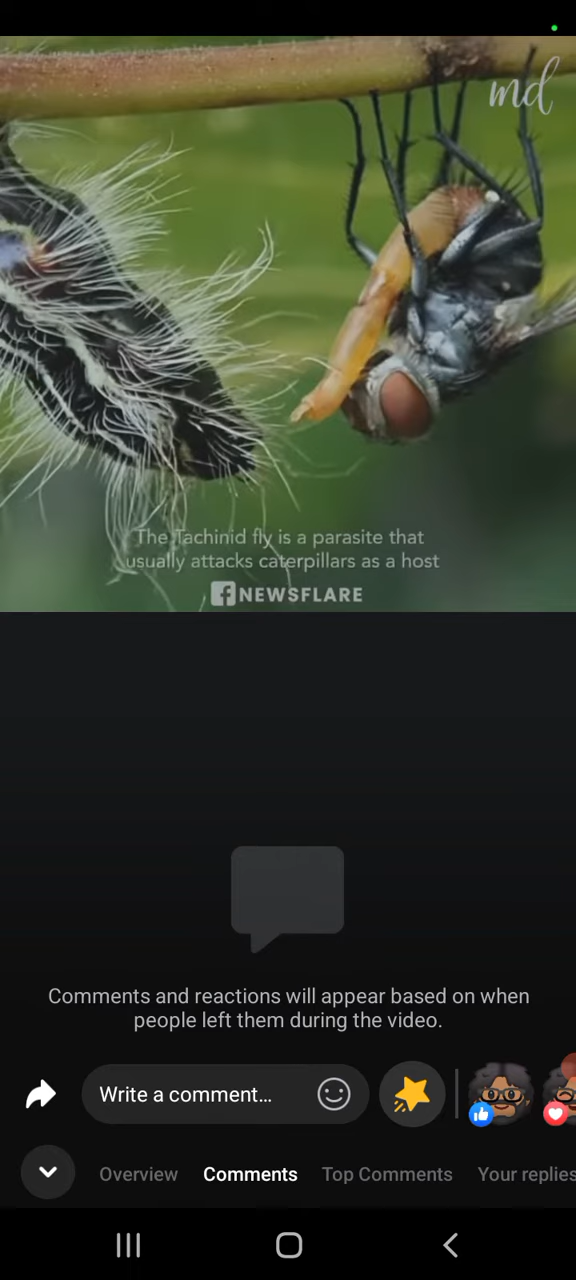 md
The Tachinid fly is a parasite that
usually attacks caterpillars as a host
NEWSFLARE
Comments and reactions will appear based on when
people left them during the video.
Write a comment...
Overview Comments Top Comments Your replies